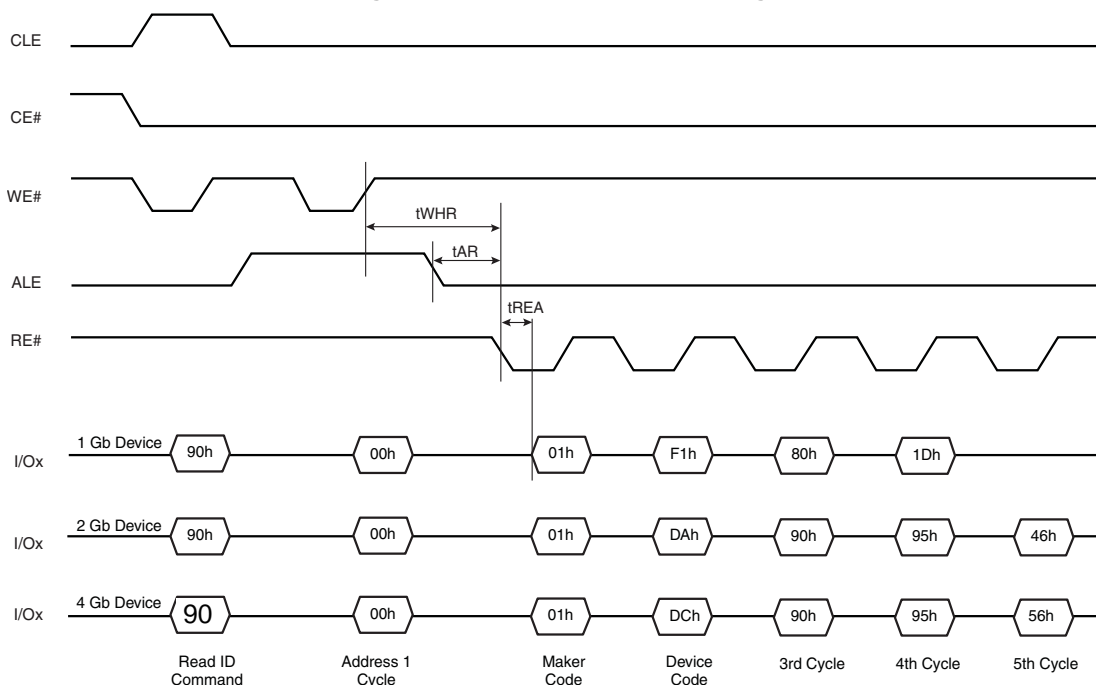 CLE
CE#
WE#
tWHR
tAR
ALE
tREA
RE#
I/Ox 1 Gb Device 90h 00h 01h F1h 80h 1Dh
I/Ox 2 Gb Device 90h 00h 01h DAh 90h 95h 46h
I/Ox 4 Gb Device 90 00h 01h DCh 90h 95h 56h
Read ID Address 1 Maker Device 3rd Cycle 4th Cycle 5th Cycle
Command Cycle Code Code